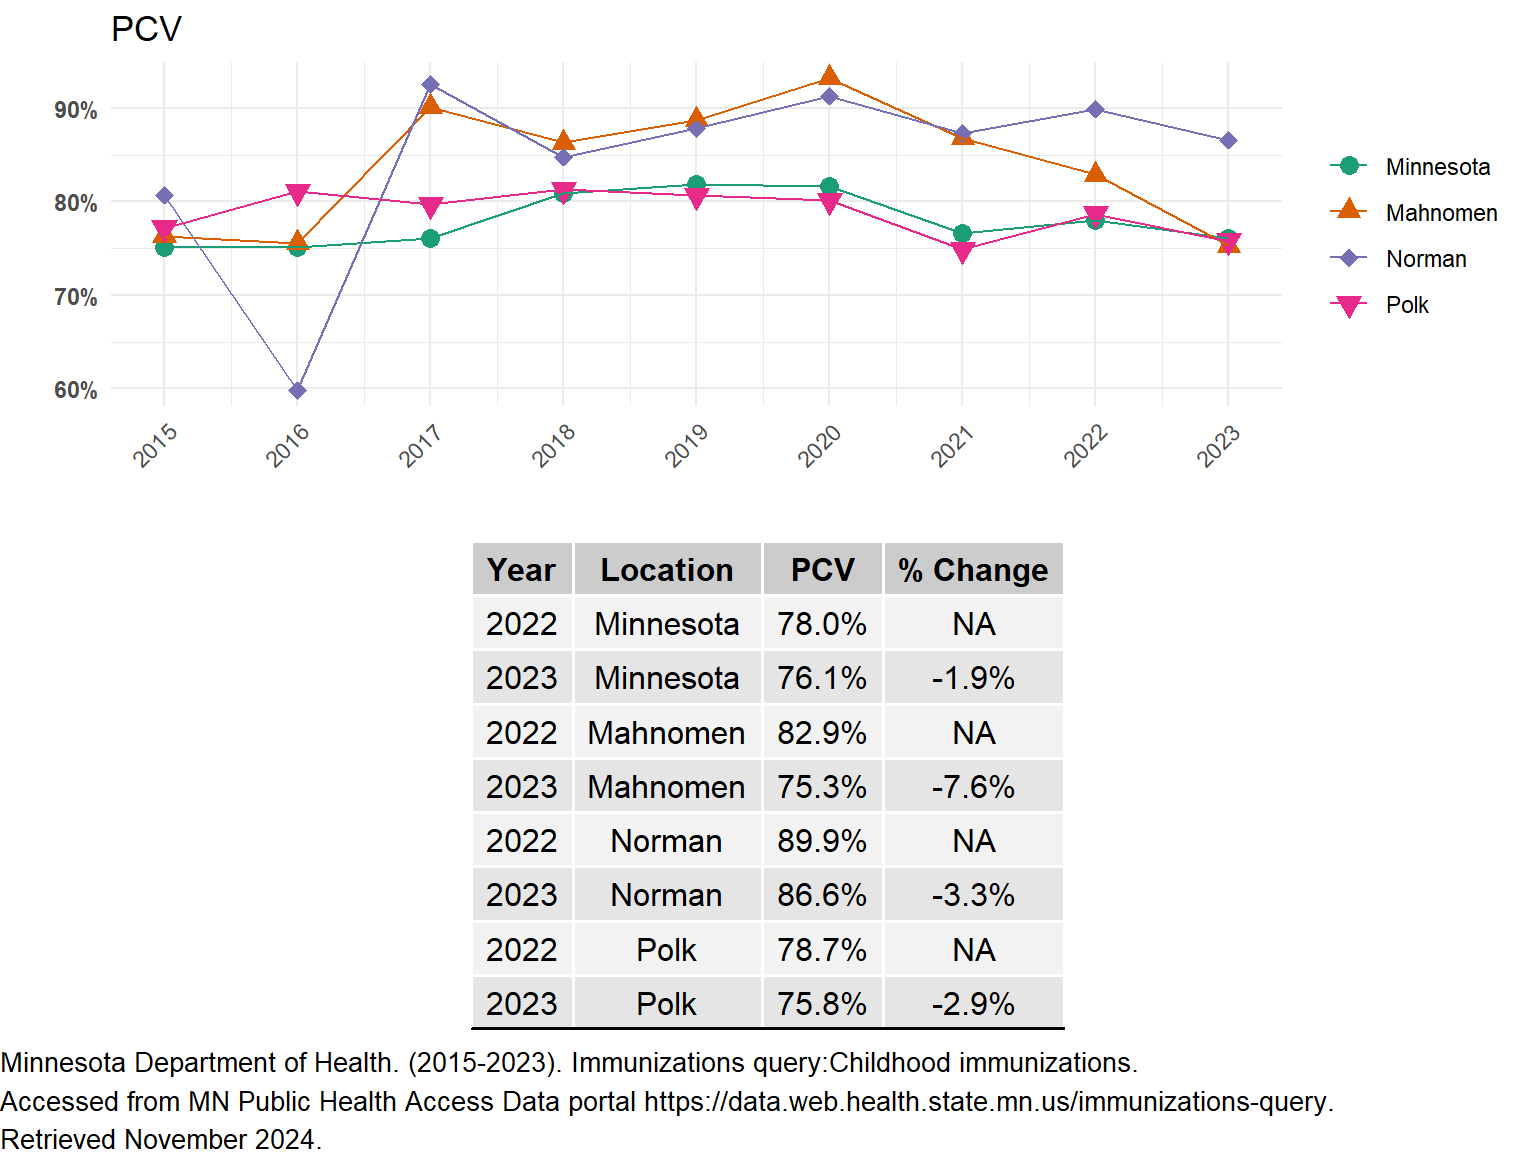 PCV
90%
80%
70%
60%
2015 2016 2017 2018 2019 2020 2021 2022 2023
Minnesota
Mahnomen
Norman
Polk
Year Location PCV % Change
2022 Minnesota 78.0% NA
2023 Minnesota 76.1% -1.9%
2022 Mahnomen 82.9% NA
2023 Mahnomen 75.3% -7.6%
2022 Norman 89.9% NA
2023 Norman 86.6% -3.3%
2022 Polk 78.7% NA
2023 Polk 75.8% -2.9%
Minnesota Department of Health. (2015-2023). Immunizations query:Childhood immunizations.
Accessed from MN Public Health Access Data portal https://data.web.health.state.mn.us/immunizations-query.
Retrieved November 2024.